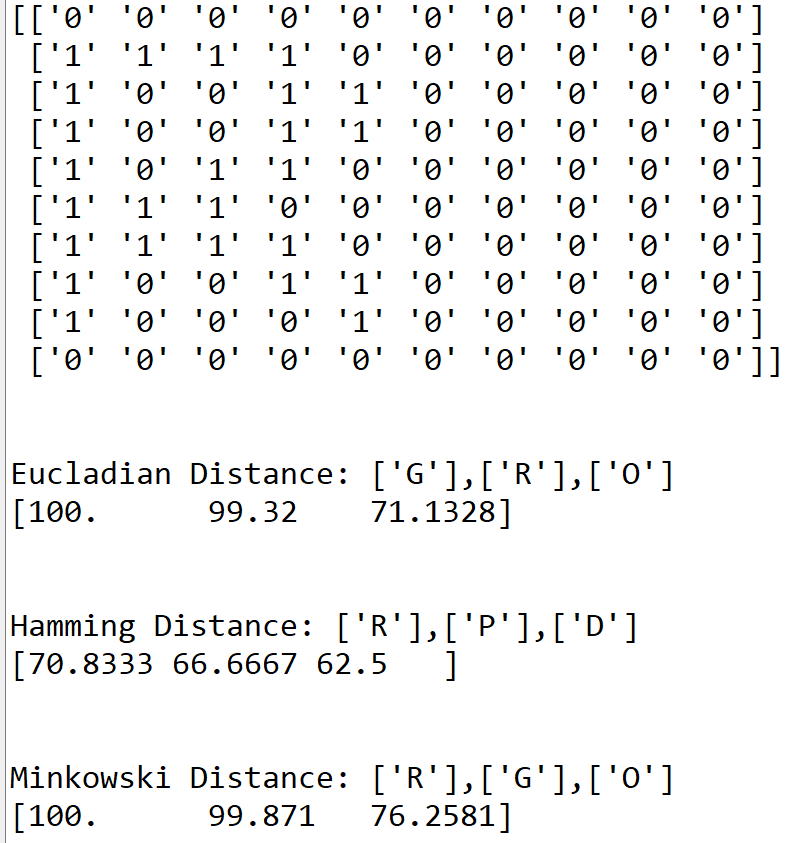 [['0' '0' '0' '0' '0' '0' '0' '0' '0' '0']
['1' '1' '1' '1' '0' '0' '0' '0' '0' '0']
['1' '0' '0' '1' '1' '0' '0' '0' '0' '0']
['1' '0' '0' '1' '1' '0' '0' '0' '0' '0']
['1' '0' '1' '1' '0' '0' '0' '0' '0' '0']
['1' '1' '1' '0' '0' '0' '0' '0' '0' '0']
['1' '1' '1' '1' '0' '0' '0' '0' '0' '0']
['1' '0' '0' '1' '1' '0' '0' '0' '0' '0']
['1' '0' '0' '0' '1' '0' '0' '0' '0' '0']
['0' '0' '0' '0' '0' '0' '0' '0' '0' '0']]
Eucladian Distance: ['G'],['R'],['O']
[100. 99.32 71.1328]
Hamming Distance: ['R'],['P'],['D']
[70.8333 66.6667 62.5 ]
Minkowski Distance: ['R'],['G'],['O']
[100. 99.871 76.2581]